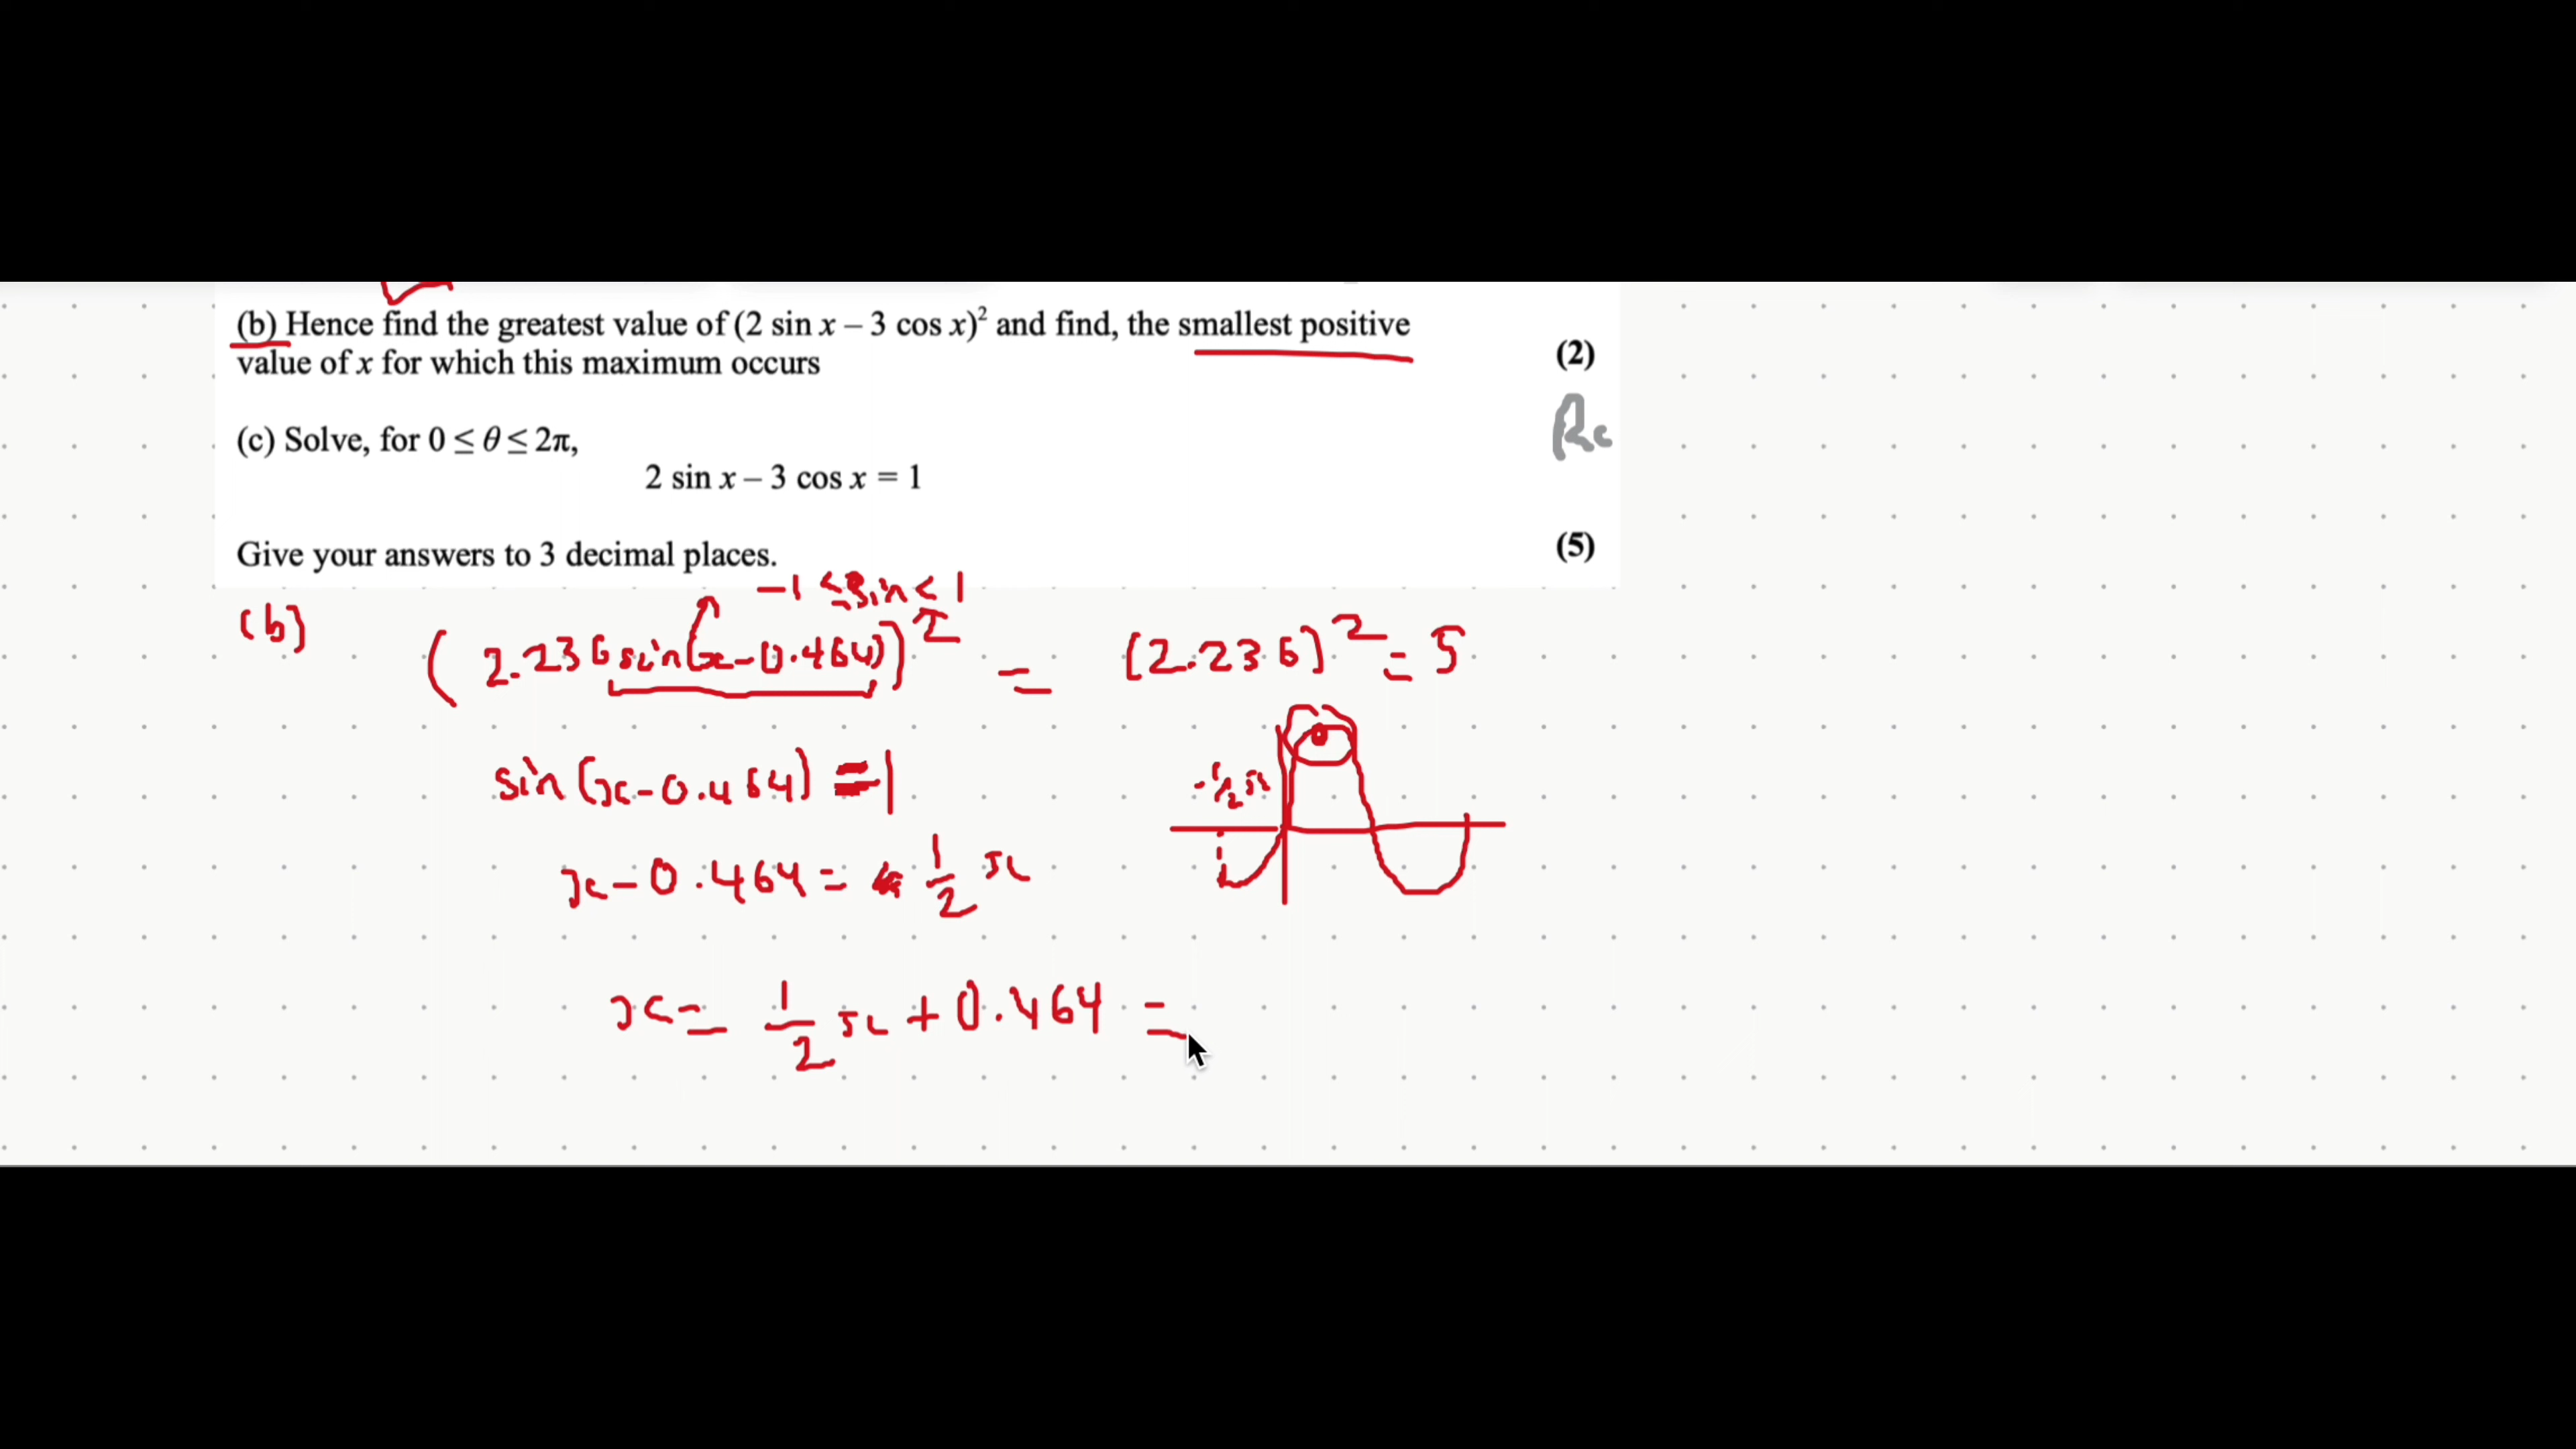 (b) Hence find the greatest value of (2 sin x – 3 cos x)² and find, the smallest positive
value of x for which this maximum occurs
(2)
(c) Solve, for 0 ≤ θ ≤ 2π,
2 sin x – 3 cos x = 1
Give your answers to 3 decimal places.
(5)
-1 ≤ sin < 1
(b) (2.236 sin(x-0.464))² = (2.236)² = 5
sin(x-0.464) = 1
-1/2 π
x-0.464 = 1/2 π
x = 1/2 π + 0.464 =